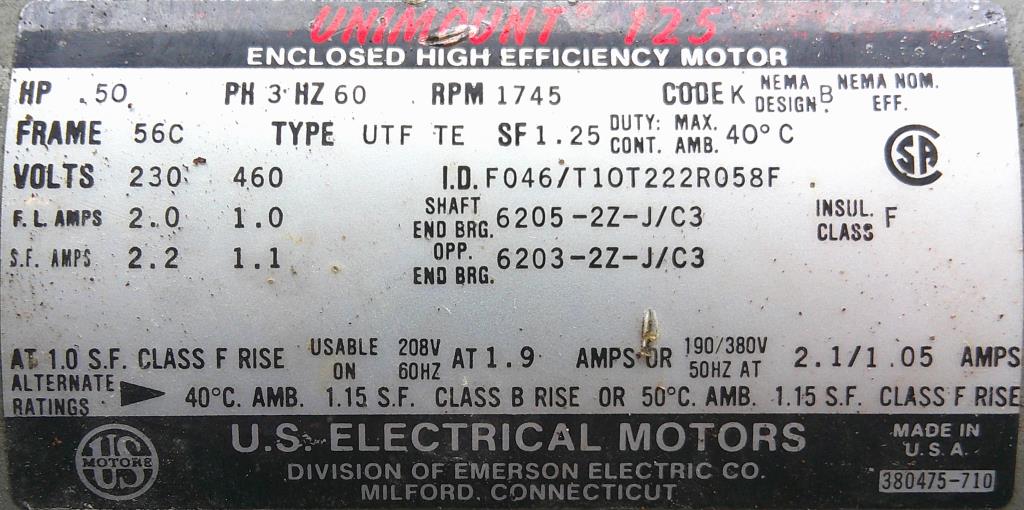 UNIMOUNT 125
ENCLOSED HIGH EFFICIENCY MOTOR
HP .50 PH 3 HZ 60 RPM 1745 CODE K NEMA DESIGN B NEMA NOM. EFF.
FRAME 56C TYPE UTF TE SF 1.25 DUTY: CONT. MAX. AMB. 40° C
VOLTS 230 460 I.D. F046/T10T222R058F
F.L. AMPS 2.0 1.0 SHAFT END BRG. 6205-2Z-J/C3 INSUL. CLASS F
S.F. AMPS 2.2 1.1 OPP. END BRG. 6203-2Z-J/C3
SA
AT 1.0 S.F. CLASS F RISE USABLE ON 208V 60HZ AT 1.9 AMPS OR 190/380V 50HZ AT 2.1/1.05 AMPS
ALTERNATE RATINGS 40°C. AMB. 1.15 S.F. CLASS B RISE OR 50°C. AMB. 1.15 S.F. CLASS F RISE
US MOTORS
U.S. ELECTRICAL MOTORS
DIVISION OF EMERSON ELECTRIC CO.
MILFORD, CONNECTICUT
MADE IN
U.S.A.
380475-710